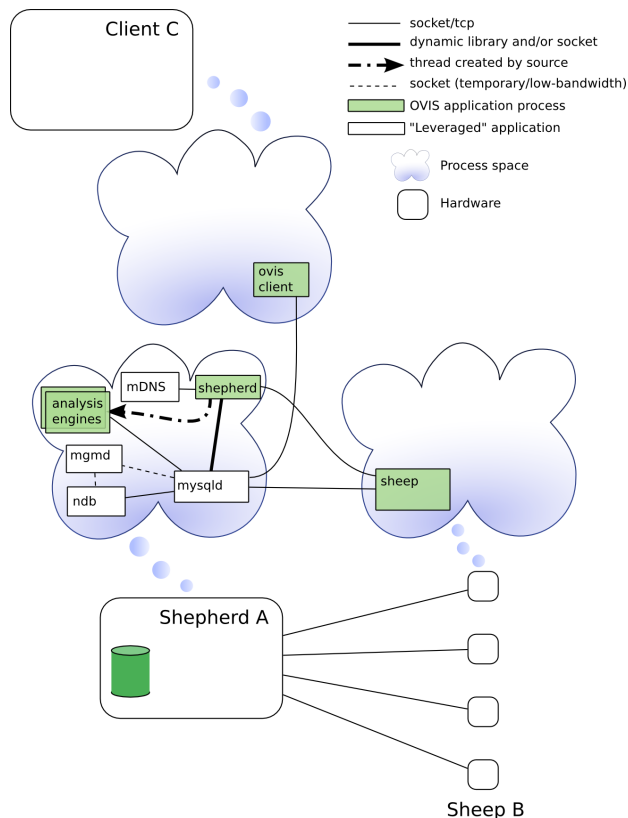 Client C
socket/tcp
dynamic library and/or socket
thread created by source
socket (temporary/low-bandwidth)
OVIS application process
"Leveraged" application
Process space
Hardware
ovis
client
mDNS
shepherd
analysis
engines
mgmd
mysqld
ndb
sheep
Shepherd A
Sheep B